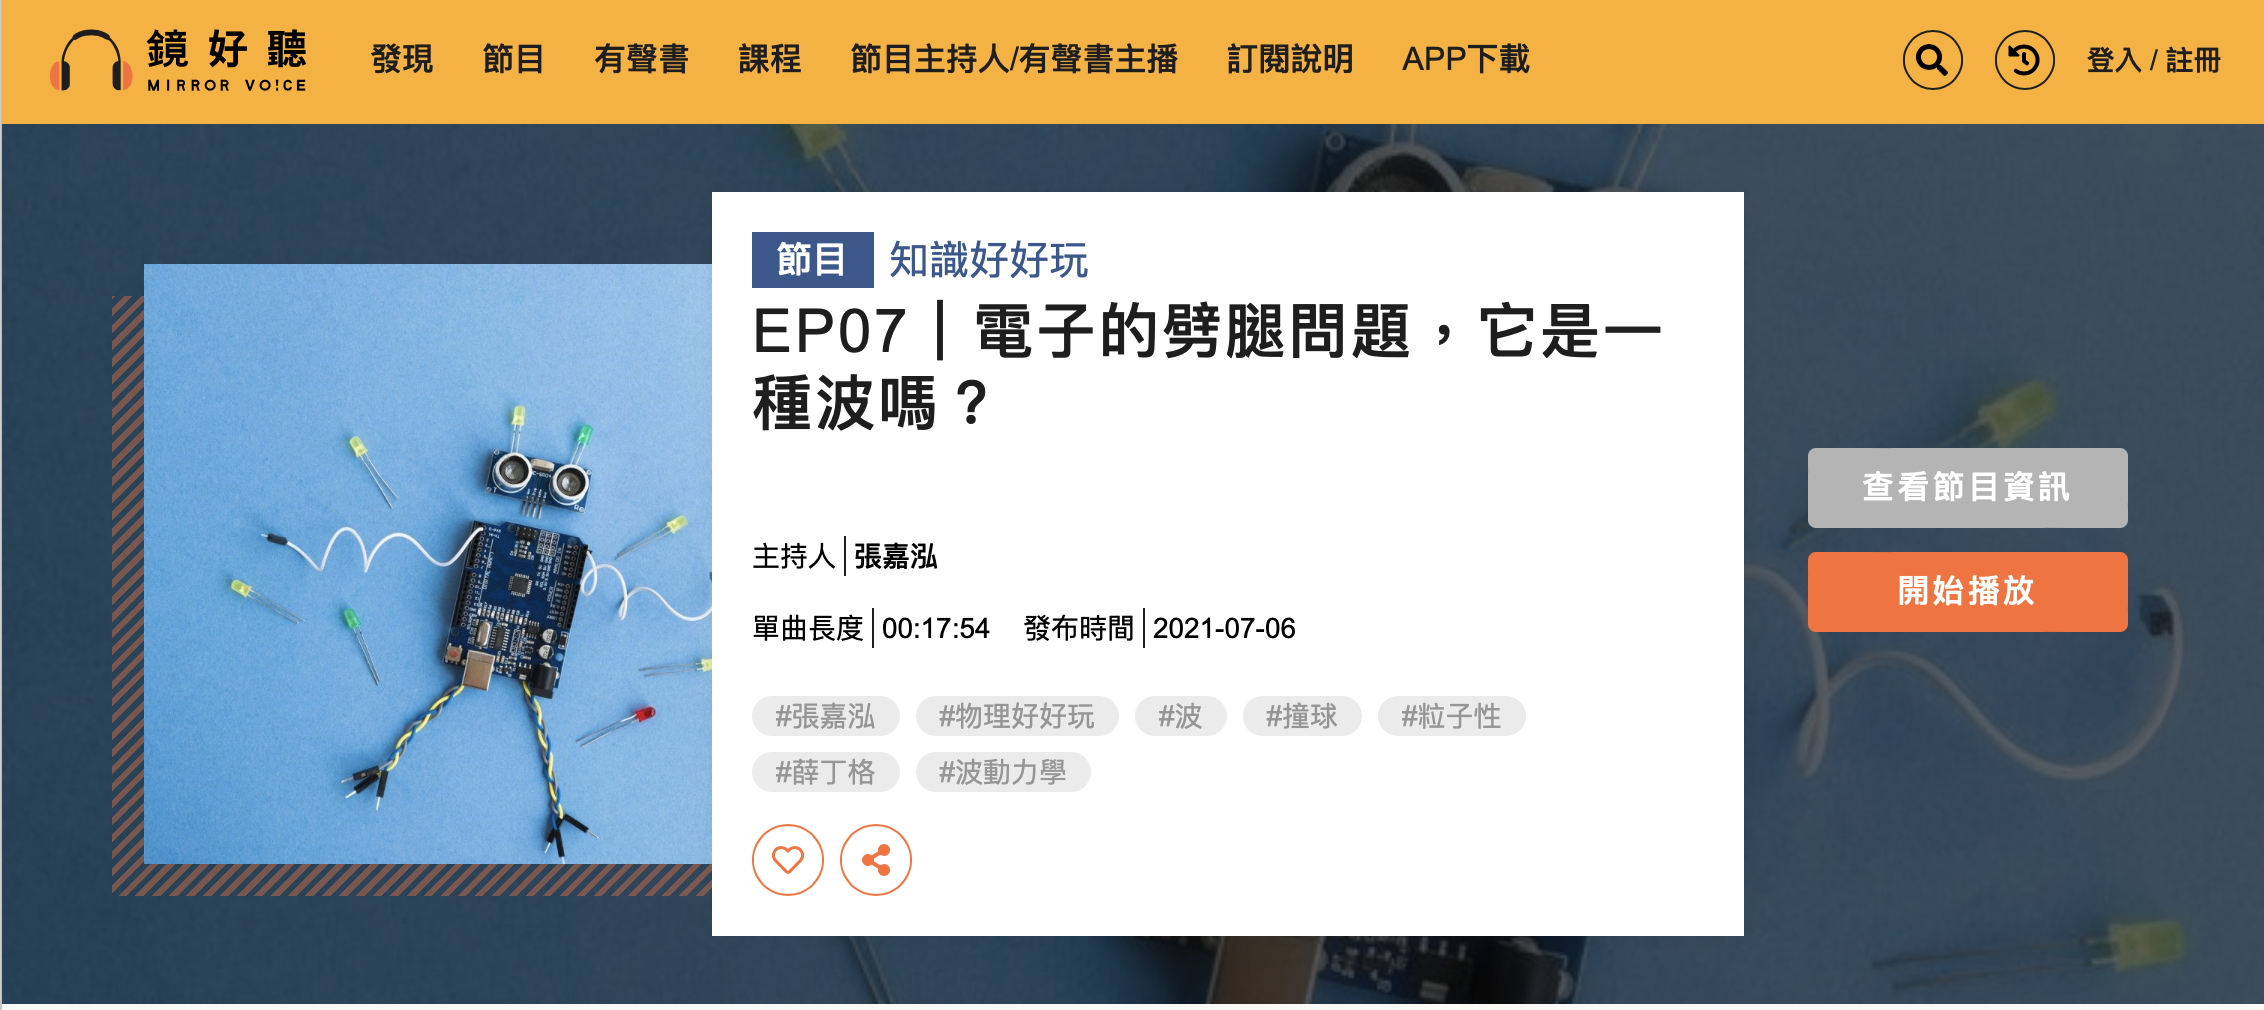 鏡好聽
MIRROR VO!CE
發現 節目 有聲書 課程 節目主持人/有聲書主播 訂閱說明 APP下載
登入 / 註冊
節目 知識好好玩
EP07｜電子的劈腿問題，它是一
種波嗎？
主持人 張嘉泓
單曲長度 00:17:54 發布時間 2021-07-06
#張嘉泓 #物理好好玩 #波 #撞球 #粒子性
#薛丁格 #波動力學
查看節目資訊
開始播放